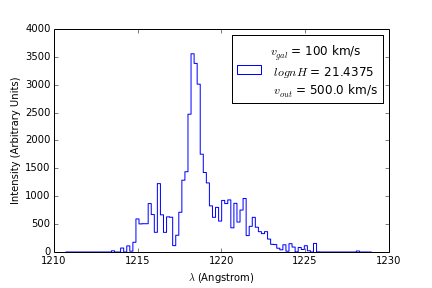 4000
3500
3000
2500
2000
1500
1000
500
0
Intensity (Arbitrary Units)
v_gal = 100 km/s
lognH = 21.4375
v_out = 500.0 km/s
1210 1215 1220 1225 1230
λ (Angstrom)